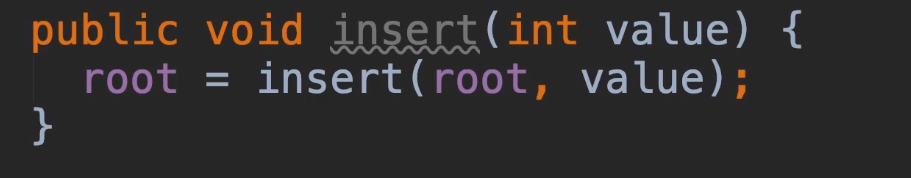 public void insert(int value) {
  root = insert(root, value);
}